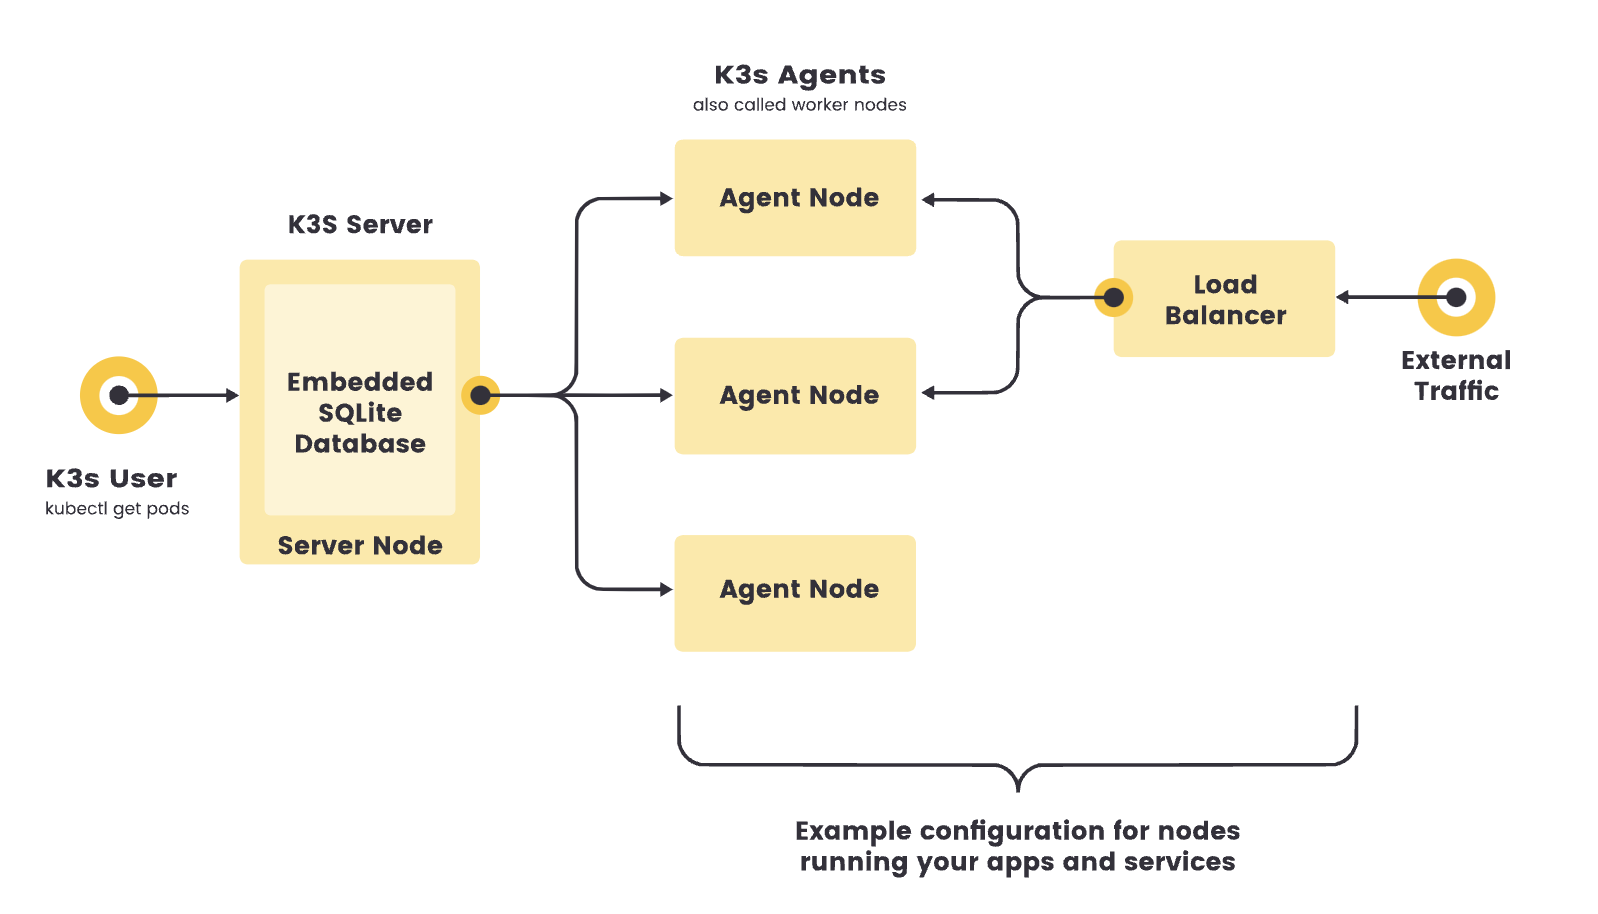 K3s Agents
also called worker nodes
Agent Node
K3S Server
Load
Balancer
External
Traffic
Embedded
SQLite
Database
Agent Node
K3s User
kubectl get pods
Server Node
Agent Node
Example configuration for nodes
running your apps and services